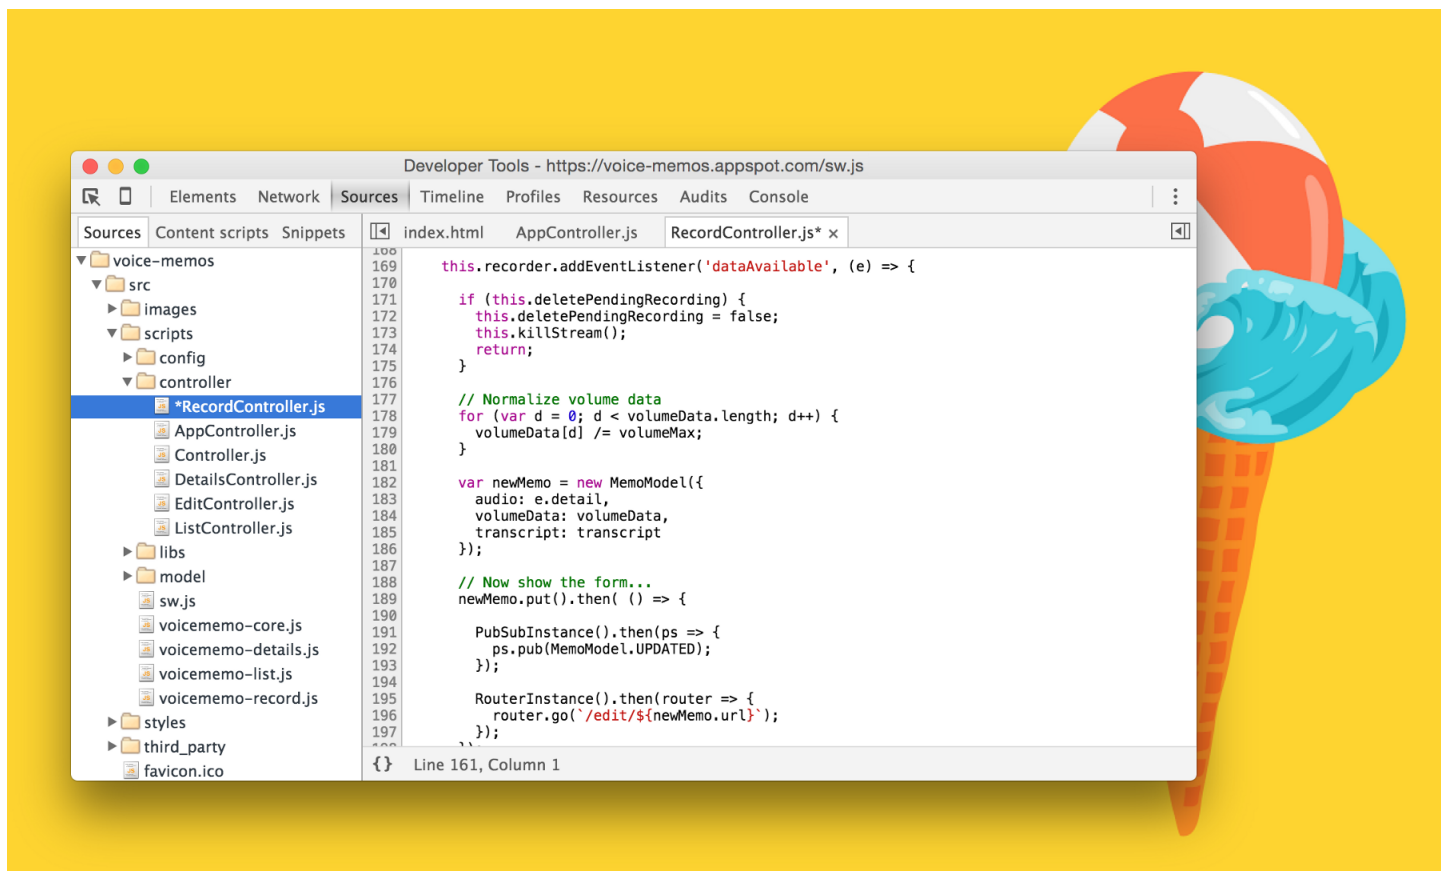 Developer Tools - https://voice-memos.appspot.com/sw.js
Elements Network Sources Timeline Profiles Resources Audits Console
Sources Content scripts Snippets
index.html AppController.js RecordController.js* ×
voice-memos
src
images
scripts
config
controller
*RecordController.js
AppController.js
Controller.js
DetailsController.js
EditController.js
ListController.js
libs
model
sw.js
voicememo-core.js
voicememo-details.js
voicememo-list.js
voicememo-record.js
styles
third_party
favicon.ico
168
169 this.recorder.addEventListener('dataAvailable', (e) => {
170
171 if (this.deletePendingRecording) {
172 this.deletePendingRecording = false;
173 this.killStream();
174 return;
175 }
176
177 // Normalize volume data
178 for (var d = 0; d < volumeData.length; d++) {
179 volumeData[d] /= volumeMax;
180 }
181
182 var newMemo = new MemoModel({
183 audio: e.detail,
184 volumeData: volumeData,
185 transcript: transcript
186 });
187
188 // Now show the form...
189 newMemo.put().then( () => {
190
191 PubSubInstance().then(ps => {
192 ps.pub(MemoModel.UPDATED);
193 });
194
195 RouterInstance().then(router => {
196 router.go(`/edit/${newMemo.url}`);
197 });
{} Line 161, Column 1